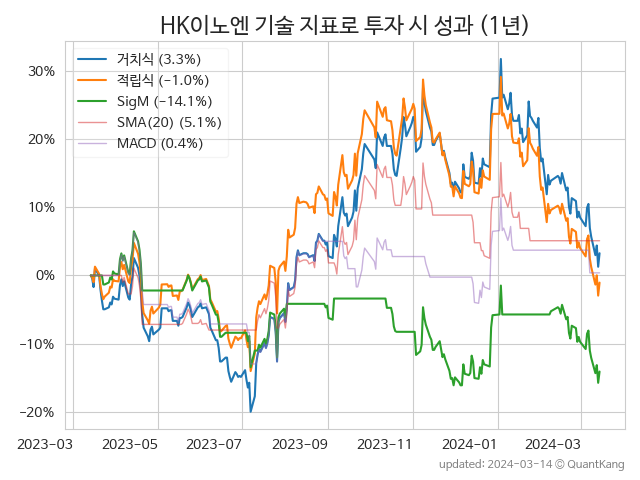 HK이노엔 기술 지표로 투자 시 성과 (1년)
거치식 (3.3%)
적립식 (−1.0%)
SigM (−14.1%)
SMA(20) (5.1%)
MACD (0.4%)
30%
20%
10%
0%
−10%
−20%
2023-03 2023-05 2023-07 2023-09 2023-11 2024-01 2024-03
updated: 2024-03-14 © QuantKang